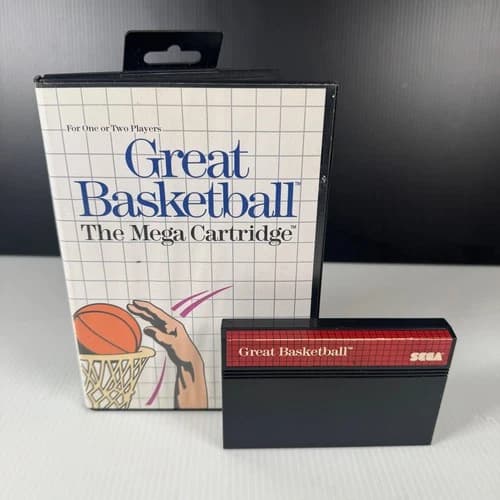 For One or Two Players
Great
Basketball™
The Mega Cartridge™
Great Basketball™
SEGA